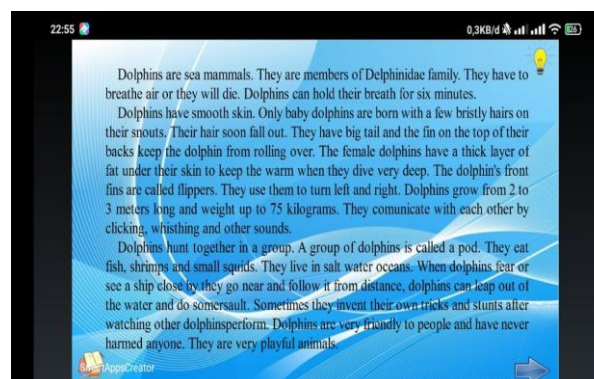 22:55 0,3KB/d 26
Dolphins are sea mammals. They are members of Delphinidae family. They have to
breathe air or they will die. Dolphins can hold their breath for six minutes.
Dolphins have smooth skin. Only baby dolphins are born with a few bristly hairs on
their snouts. Their hair soon fall out. They have big tail and the fin on the top of their
backs keep the dolphin from rolling over. The female dolphins have a thick layer of
fat under their skin to keep the warm when they dive very deep. The dolphin's front
fins are called flippers. They use them to turn left and right. Dolphins grow from 2 to
3 meters long and weight up to 75 kilograms. They comunicate with each other by
clicking, whisthing and other sounds.
Dolphins hunt together in a group. A group of dolphins is called a pod. They eat
fish, shrimps and small squids. They live in salt water oceans. When dolphins fear or
see a ship close by they go near and follow it from distance, dolphins can leap out of
the water and do somersault. Sometimes they invent their own tricks and stunts after
watching other dolphinsperform. Dolphins are very friendly to people and have never
harmed anyone. They are very playful animals.
SmartAppsCreator